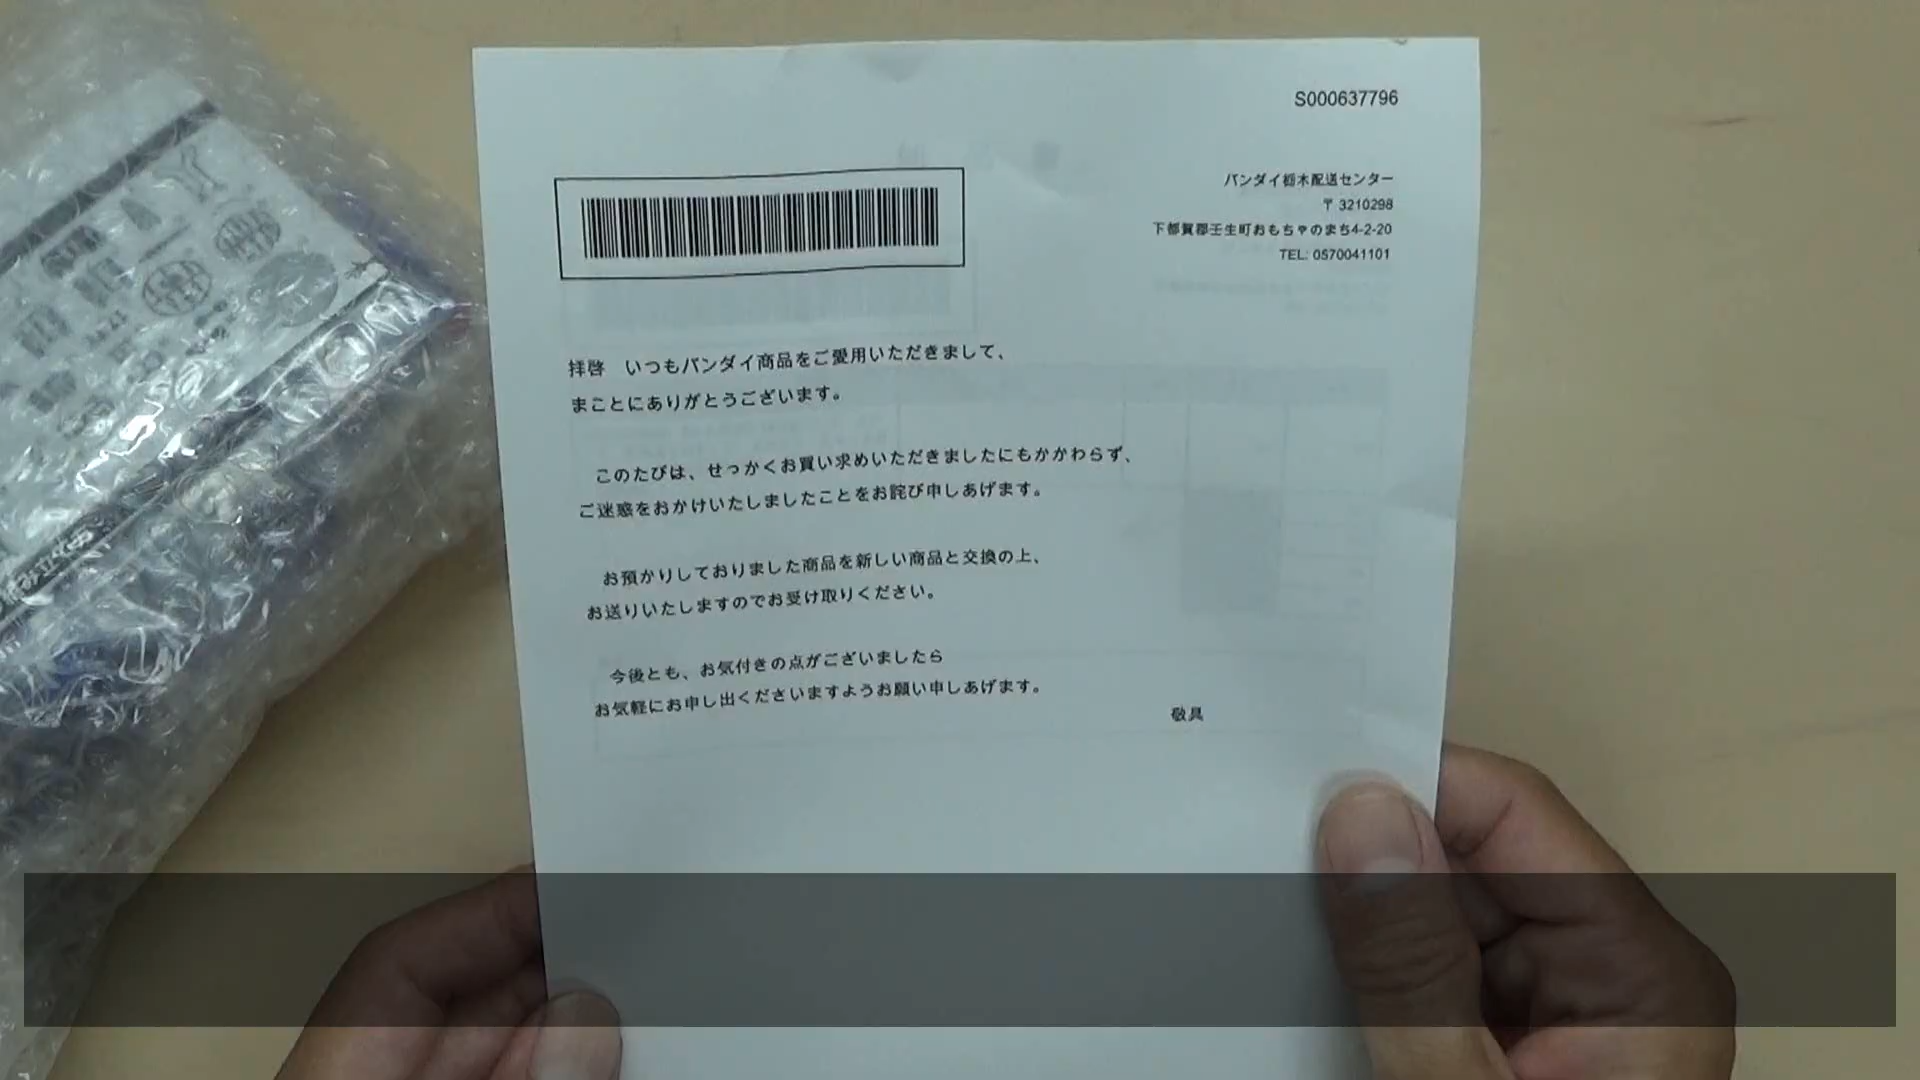 S000637796
バンダイ栃木配送センター
〒3210298
下都賀郡壬生町おもちゃのまち4-2-20
TEL: 0570041101
拝啓　いつもバンダイ商品をご愛用いただきまして、
まことにありがとうございます。
このたびは、せっかくお買い求めいただきましたにもかかわらず、
ご迷惑をおかけいたしましたことをお詫び申しあげます。
お預かりしておりました商品を新しい商品と交換の上、
お送りいたしますのでお受け取りください。
今後とも、お気付きの点がございましたら
お気軽にお申し出くださいますようお願い申しあげます。
敬具